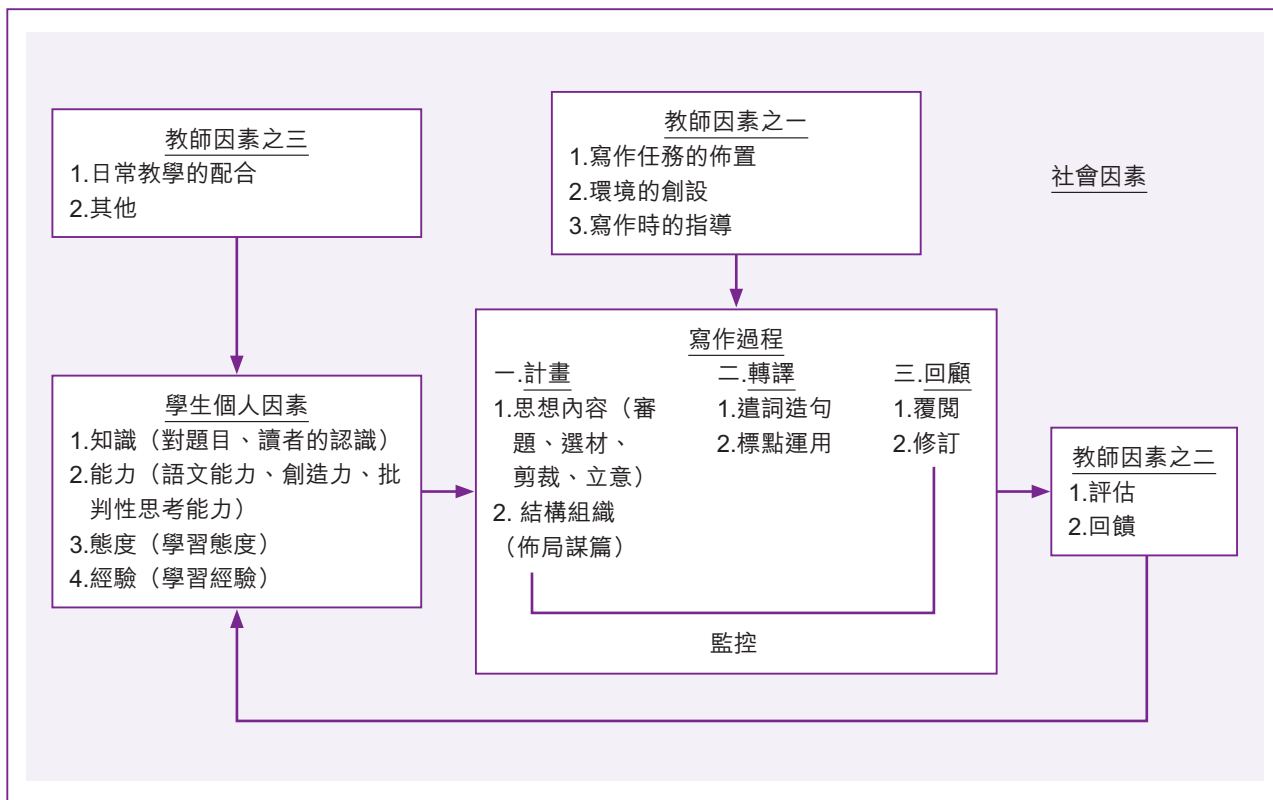 教師因素之三
1.日常教學的配合
2.其他
教師因素之一
1.寫作任務的佈置
2.環境的創設
3.寫作時的指導
社會因素
學生個人因素
1.知識（對題目、讀者的認識）
2.能力（語文能力、創造力、批
判性思考能力）
3.態度（學習態度）
4.經驗（學習經驗）
寫作過程
一.計畫
1.思想內容（審
題、選材、
剪裁、立意）
2. 結構組織
（佈局謀篇）
二.轉譯
1.遣詞造句
2.標點運用
三.回顧
1.覆閱
2.修訂
監控
教師因素之二
1.評估
2.回饋